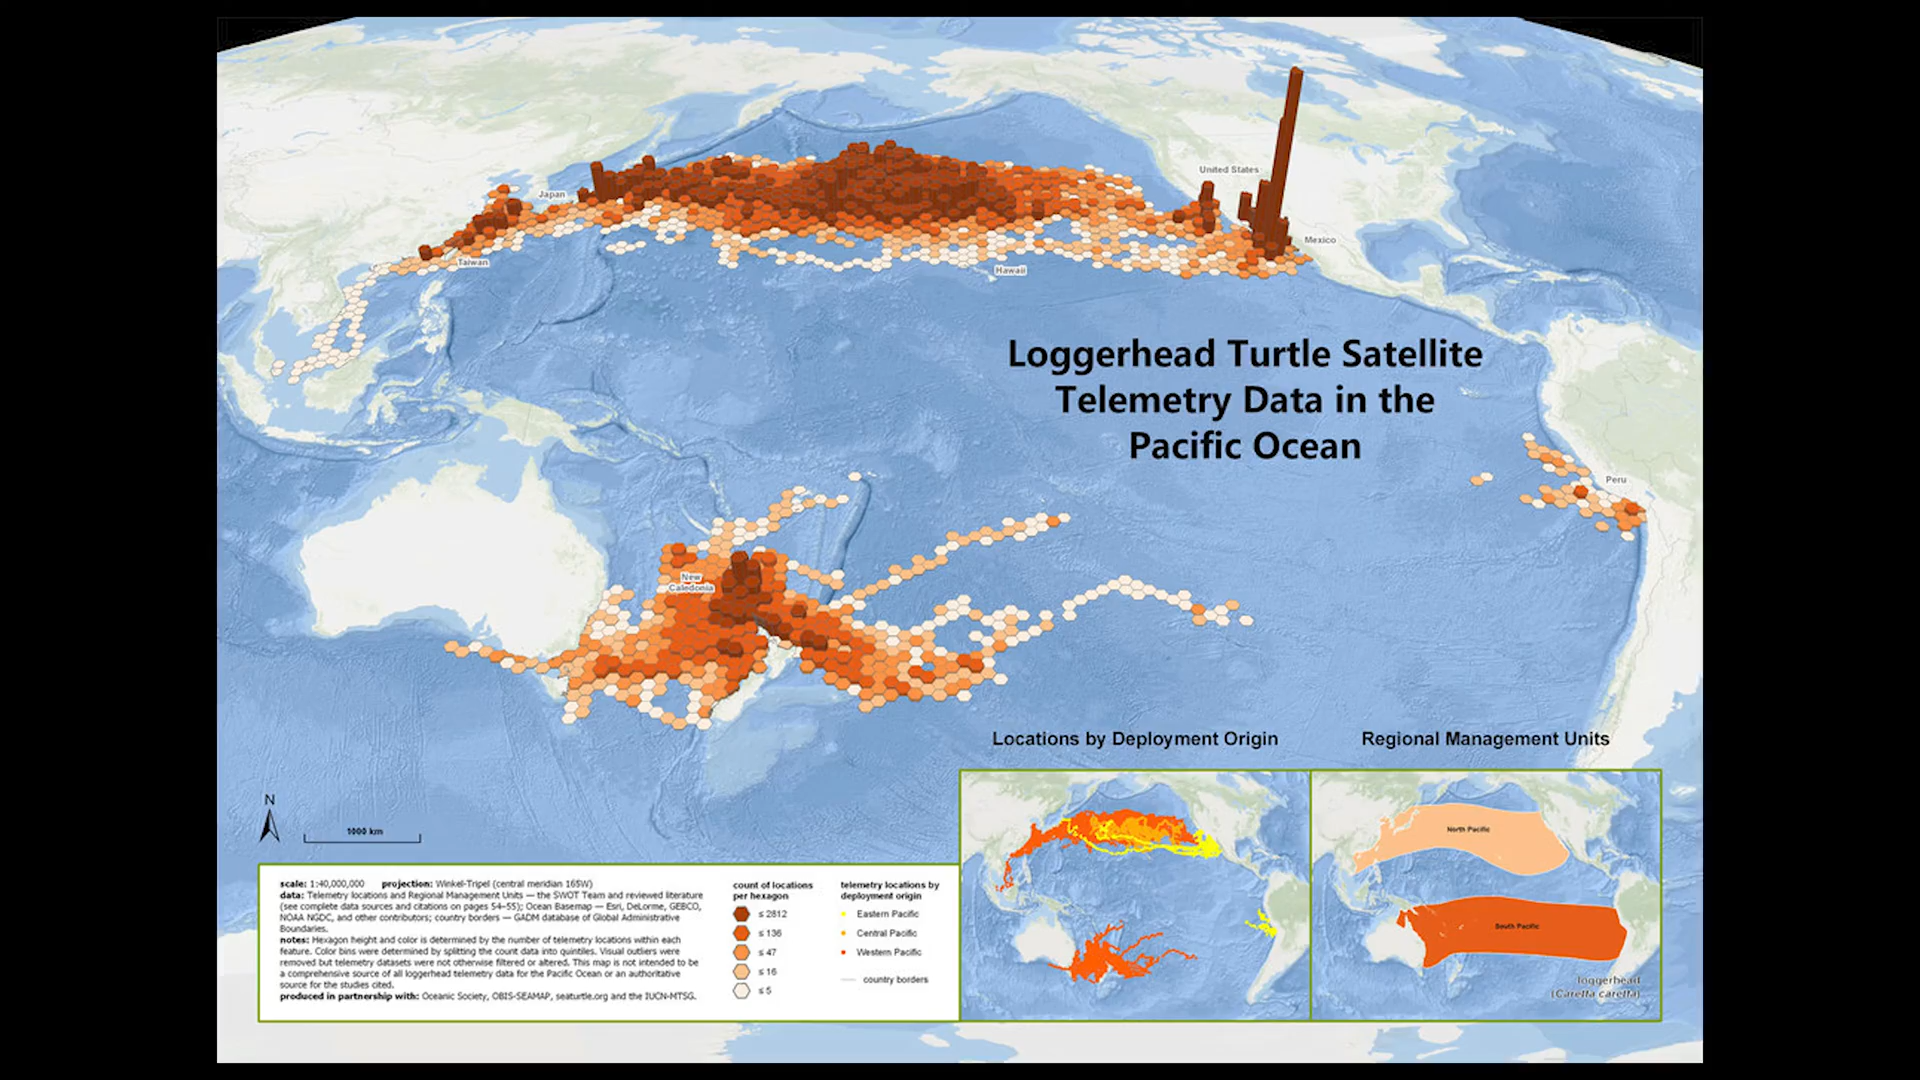 United States
Japan
Mexico
Taiwan
Hawaii
Loggerhead Turtle Satellite
Telemetry Data in the
Pacific Ocean
Peru
New
Caledonia
Locations by Deployment Origin
Regional Management Units
N
1000 km
North Pacific
South Pacific
loggerhead
(Caretta caretta)
scale: 1:40,000,000 projection: Winkel-Tripel (central meridian 165W)
data: Telemetry locations and Regional Management Units — the SWOT Team and reviewed literature
(see complete data sources and citations on pages 54–55); Ocean Basemap — Esri, DeLorme, GEBCO,
NOAA NGDC, and other contributors; country borders — GADM database of Global Administrative
Boundaries.
notes: Hexagon height and color is determined by the number of telemetry locations within each
feature. Color bins were determined by splitting the count data into quintiles. Visual outliers were
removed but telemetry datasets were not otherwise filtered or altered. This map is not intended to be
a comprehensive source of all loggerhead telemetry data for the Pacific Ocean or an authoritative
source for the studies cited.
produced in partnership with: Oceanic Society, OBIS-SEAMAP, seaturtle.org and the IUCN-MTSG.
count of locations
per hexagon
≤ 2812
≤ 136
≤ 47
≤ 16
≤ 5
telemetry locations by
deployment origin
Eastern Pacific
Central Pacific
Western Pacific
country borders